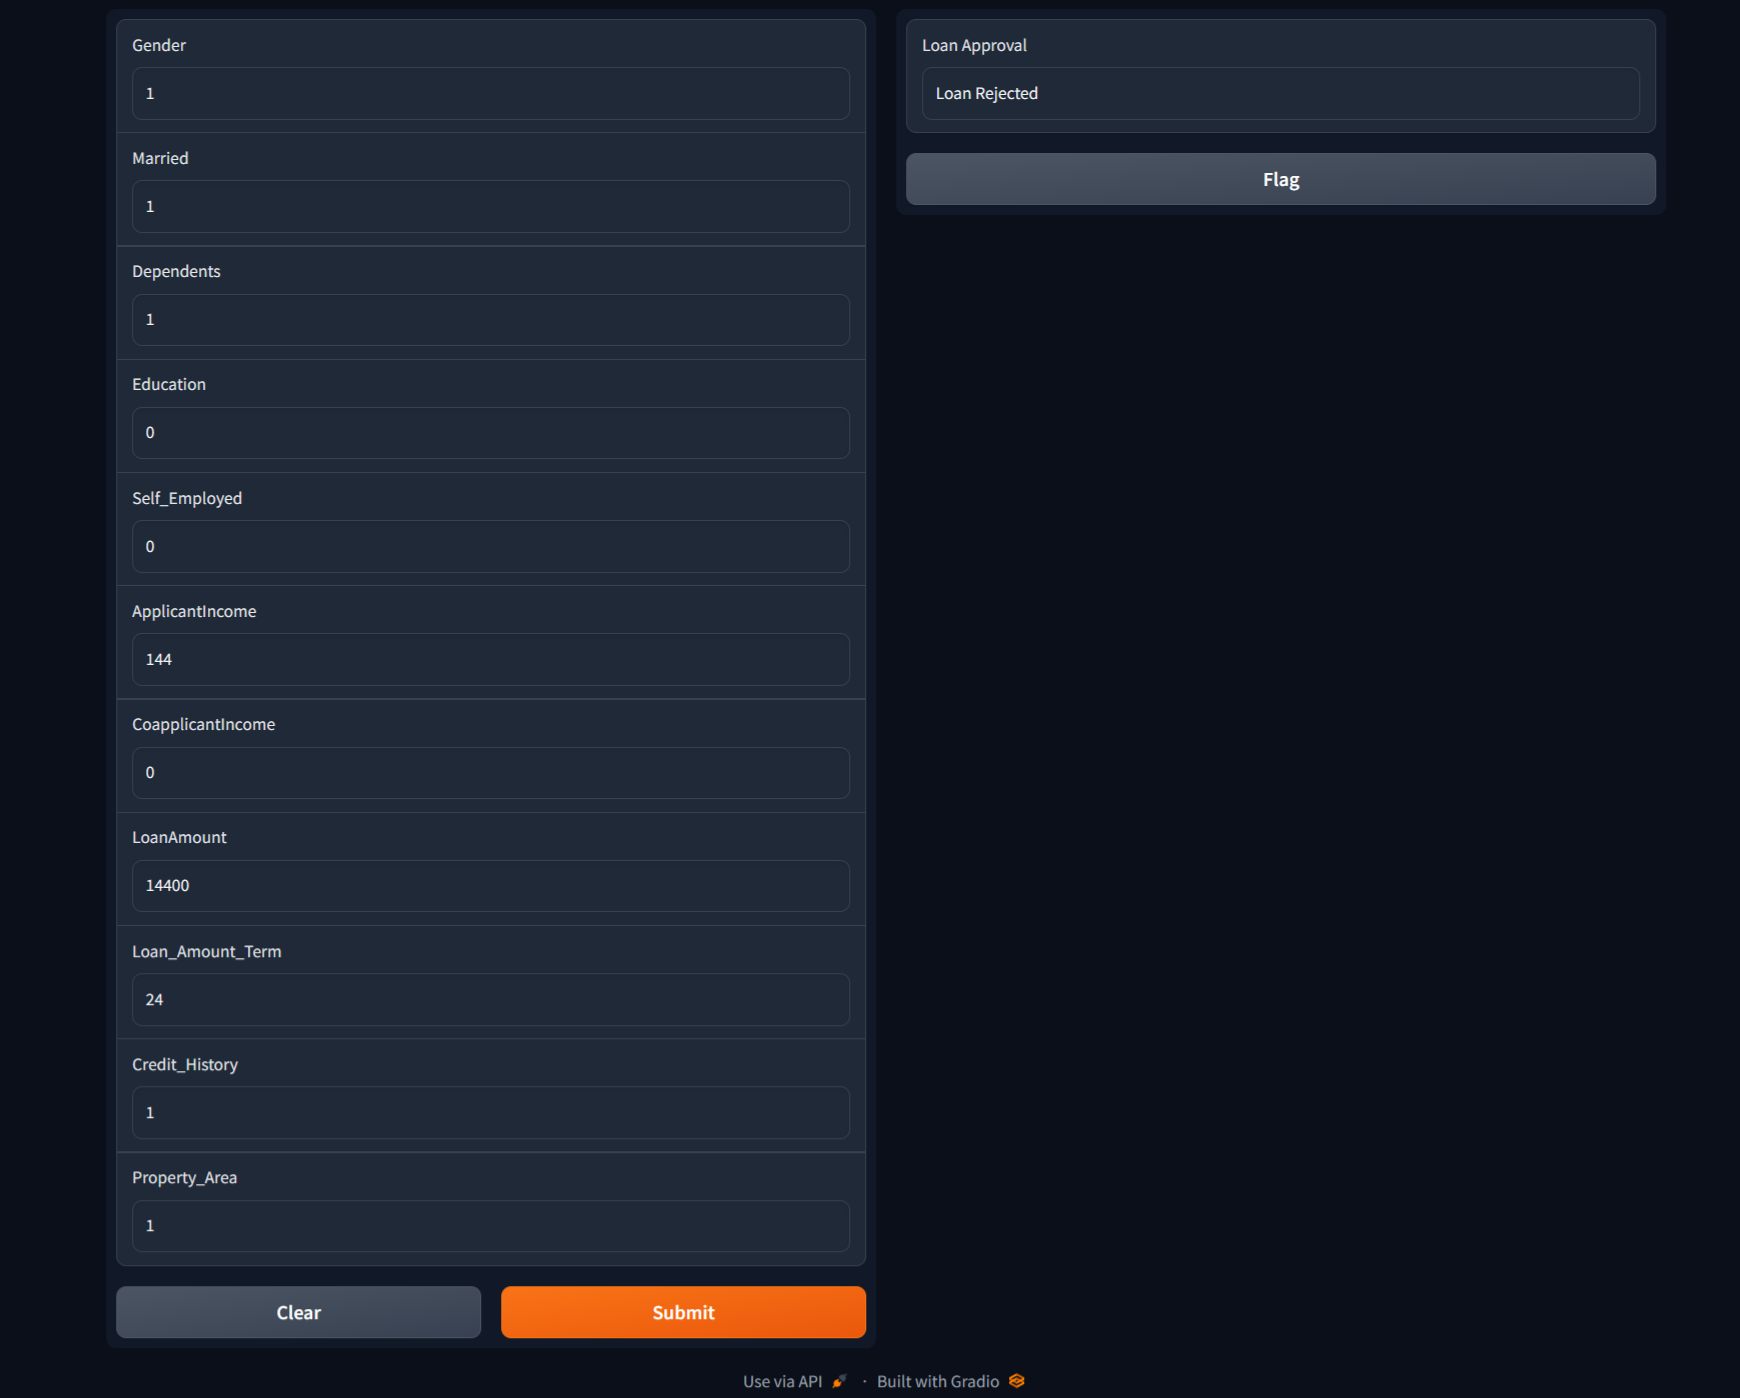 Gender
1
Married
1
Dependents
1
Education
0
Self_Employed
0
ApplicantIncome
144
CoapplicantIncome
0
LoanAmount
14400
Loan_Amount_Term
24
Credit_History
1
Property_Area
1
Clear
Submit
Loan Approval
Loan Rejected
Flag
Use via API · Built with Gradio